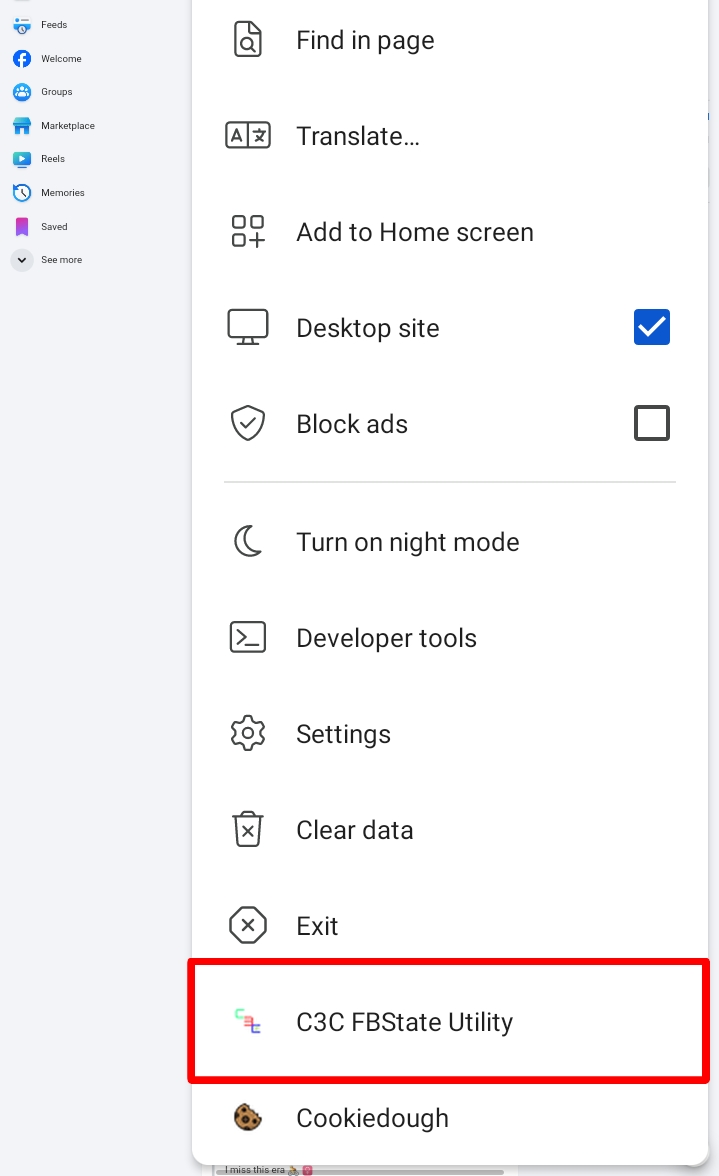 Feeds
Welcome
Groups
Marketplace
Reels
Memories
Saved
See more
Find in page
Translate...
Add to Home screen
Desktop site
Block ads
Turn on night mode
Developer tools
Settings
Clear data
Exit
C3C FBState Utility
Cookiedough
I miss this era